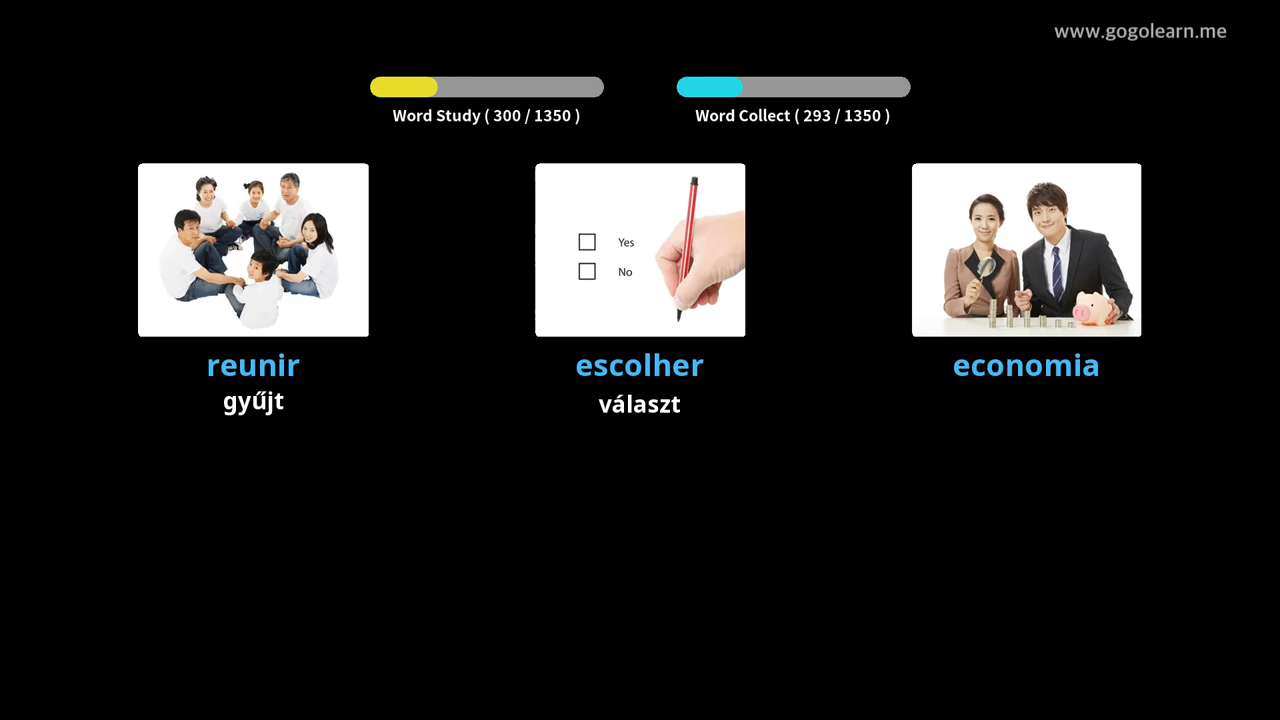 www.gogolearn.me
Word Study ( 300 / 1350 )
Word Collect ( 293 / 1350 )
Yes
No
reunir
escolher
economia
gyűjt
választ